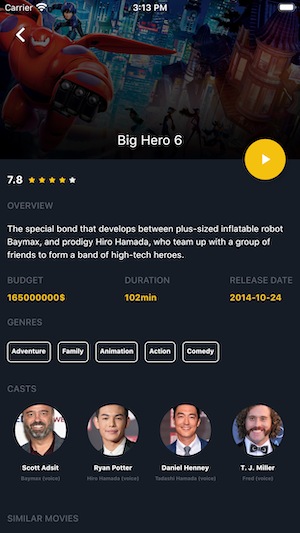 Carrier 3:13 PM
Big Hero 6
7.8
OVERVIEW
The special bond that develops between plus-sized inflatable robot
Baymax, and prodigy Hiro Hamada, who team up with a group of
friends to form a band of high-tech heroes.
BUDGET DURATION RELEASE DATE
165000000$ 102min 2014-10-24
GENRES
Adventure Family Animation Action Comedy
CASTS
Scott Adsit Ryan Potter Daniel Henney T. J. Miller
Baymax (voice) Hiro Hamada (voice) Tadashi Hamada (voice) Fred (voice)
SIMILAR MOVIES